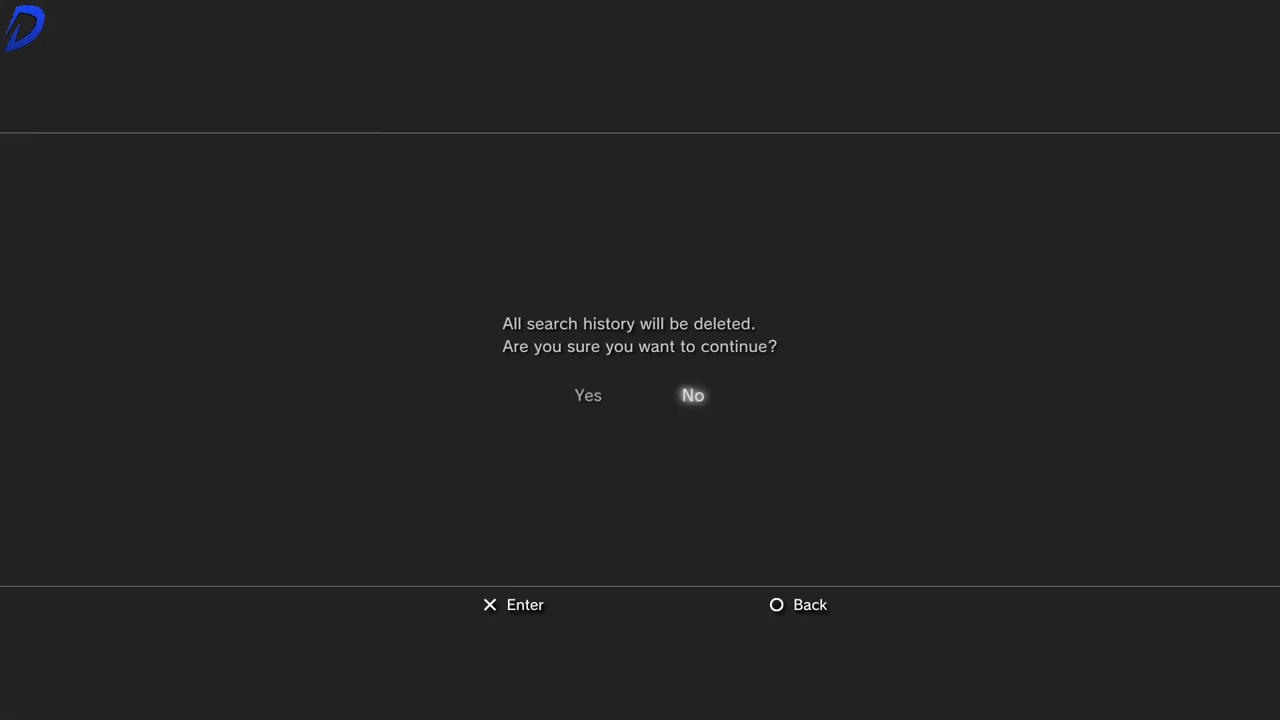 D
All search history will be deleted.
Are you sure you want to continue?
Yes No
Enter Back